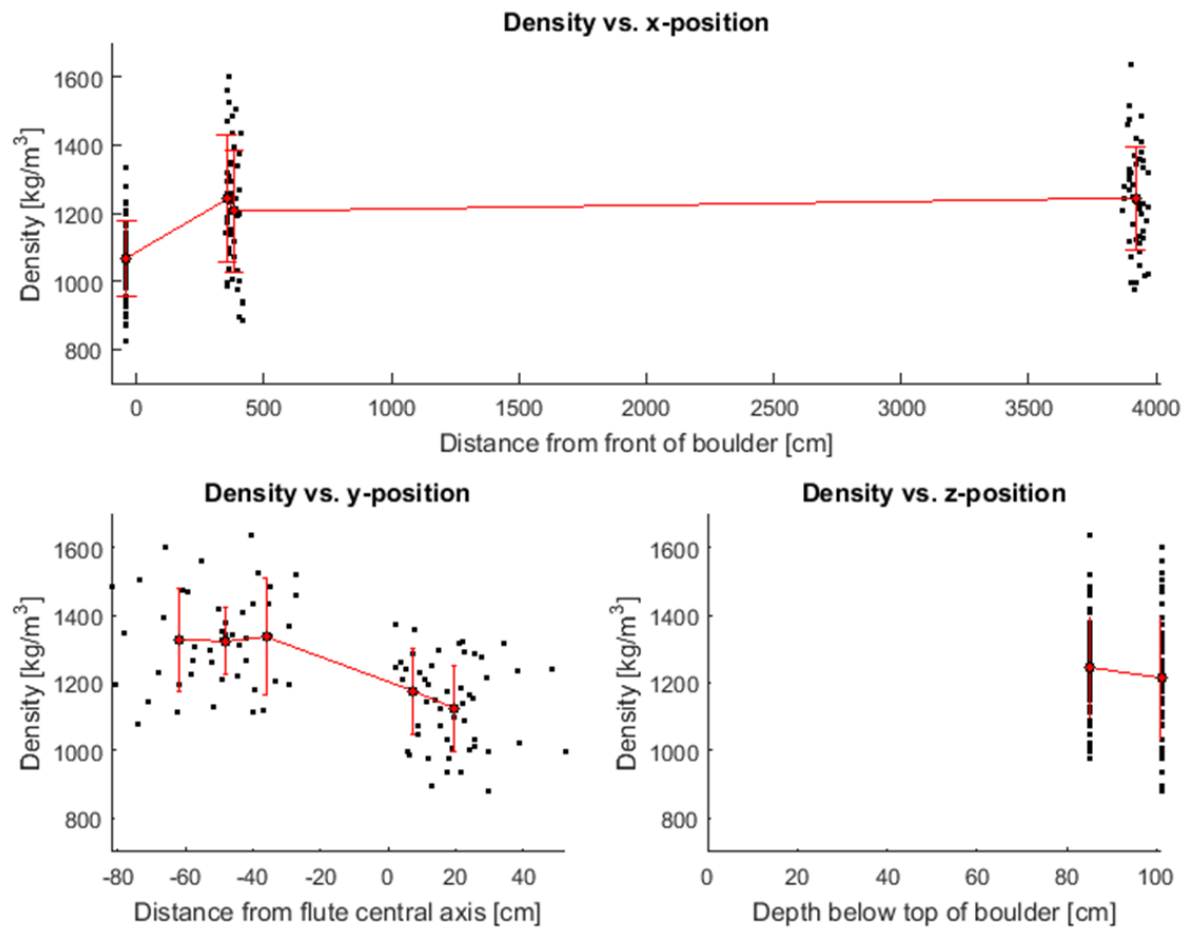 Density vs. x-position
Density [kg/m³]
1600
1400
1200
1000
800
0 500 1000 1500 2000 2500 3000 3500 4000
Distance from front of boulder [cm]
Density vs. y-position
Density [kg/m³]
1600
1400
1200
1000
800
-80 -60 -40 -20 0 20 40
Distance from flute central axis [cm]
Density vs. z-position
Density [kg/m³]
1600
1400
1200
1000
800
0 20 40 60 80 100
Depth below top of boulder [cm]